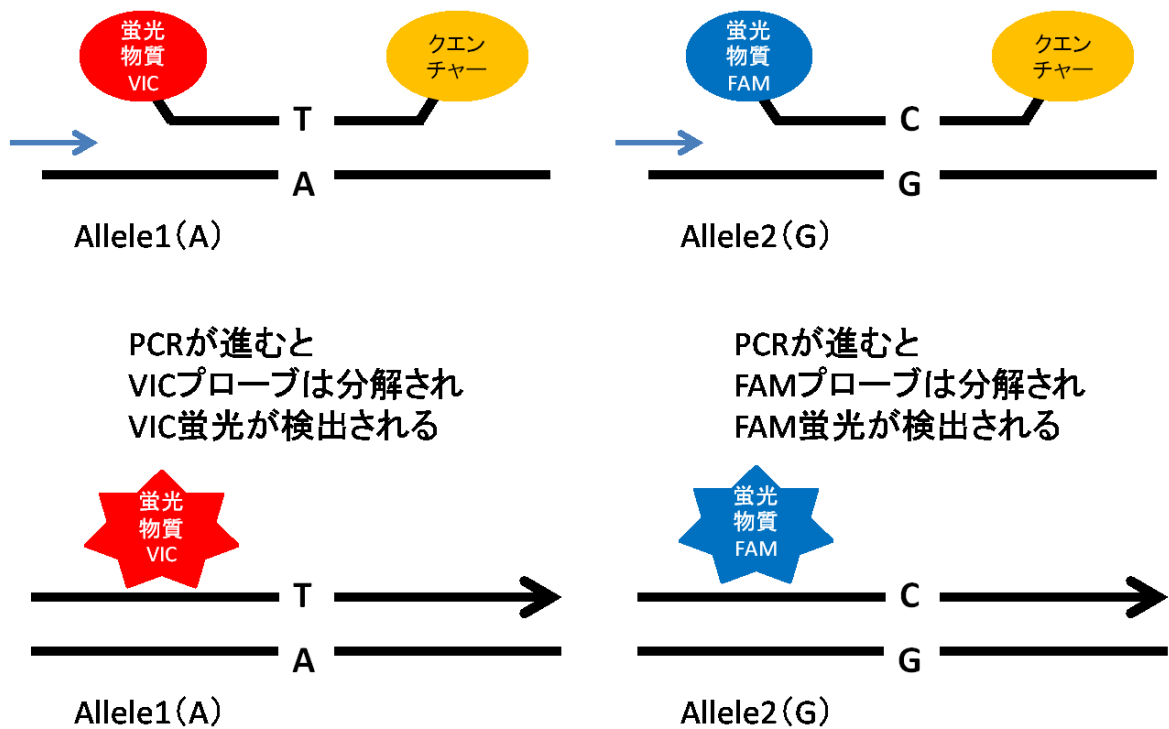 蛍光
物質
VIC
クエン
チャー
T
A
Allele1(A)
蛍光
物質
FAM
クエン
チャー
C
G
Allele2(G)
PCRが進むと
VICプローブは分解され
VIC蛍光が検出される
PCRが進むと
FAMプローブは分解され
FAM蛍光が検出される
蛍光
物質
VIC
T
A
Allele1(A)
蛍光
物質
FAM
C
G
Allele2(G)